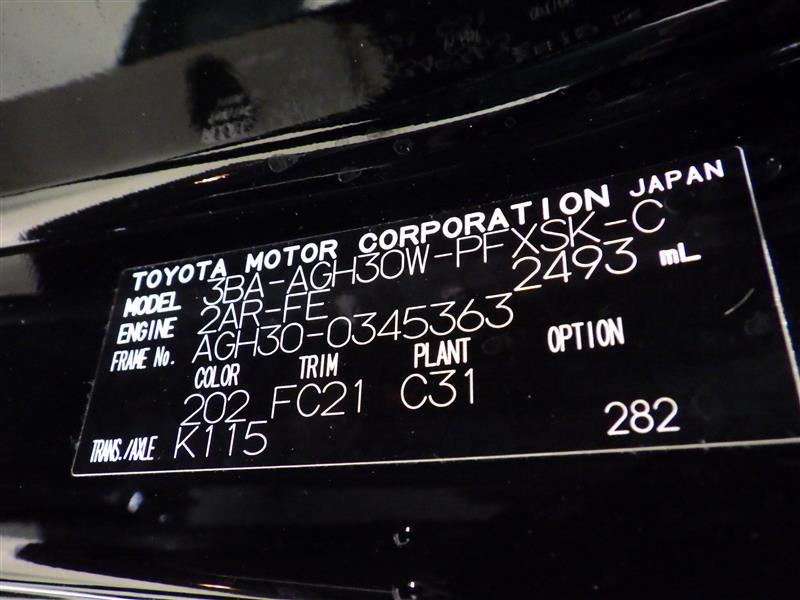 TOYOTA MOTOR CORPORATION JAPAN
MODEL 3BA-AGH30W-PFXSK-C
ENGINE 2AR-FE 2493 mL
FRAME No. AGH30-0345363
COLOR TRIM PLANT OPTION
202 FC21 C31
TRANS./AXLE K115 282